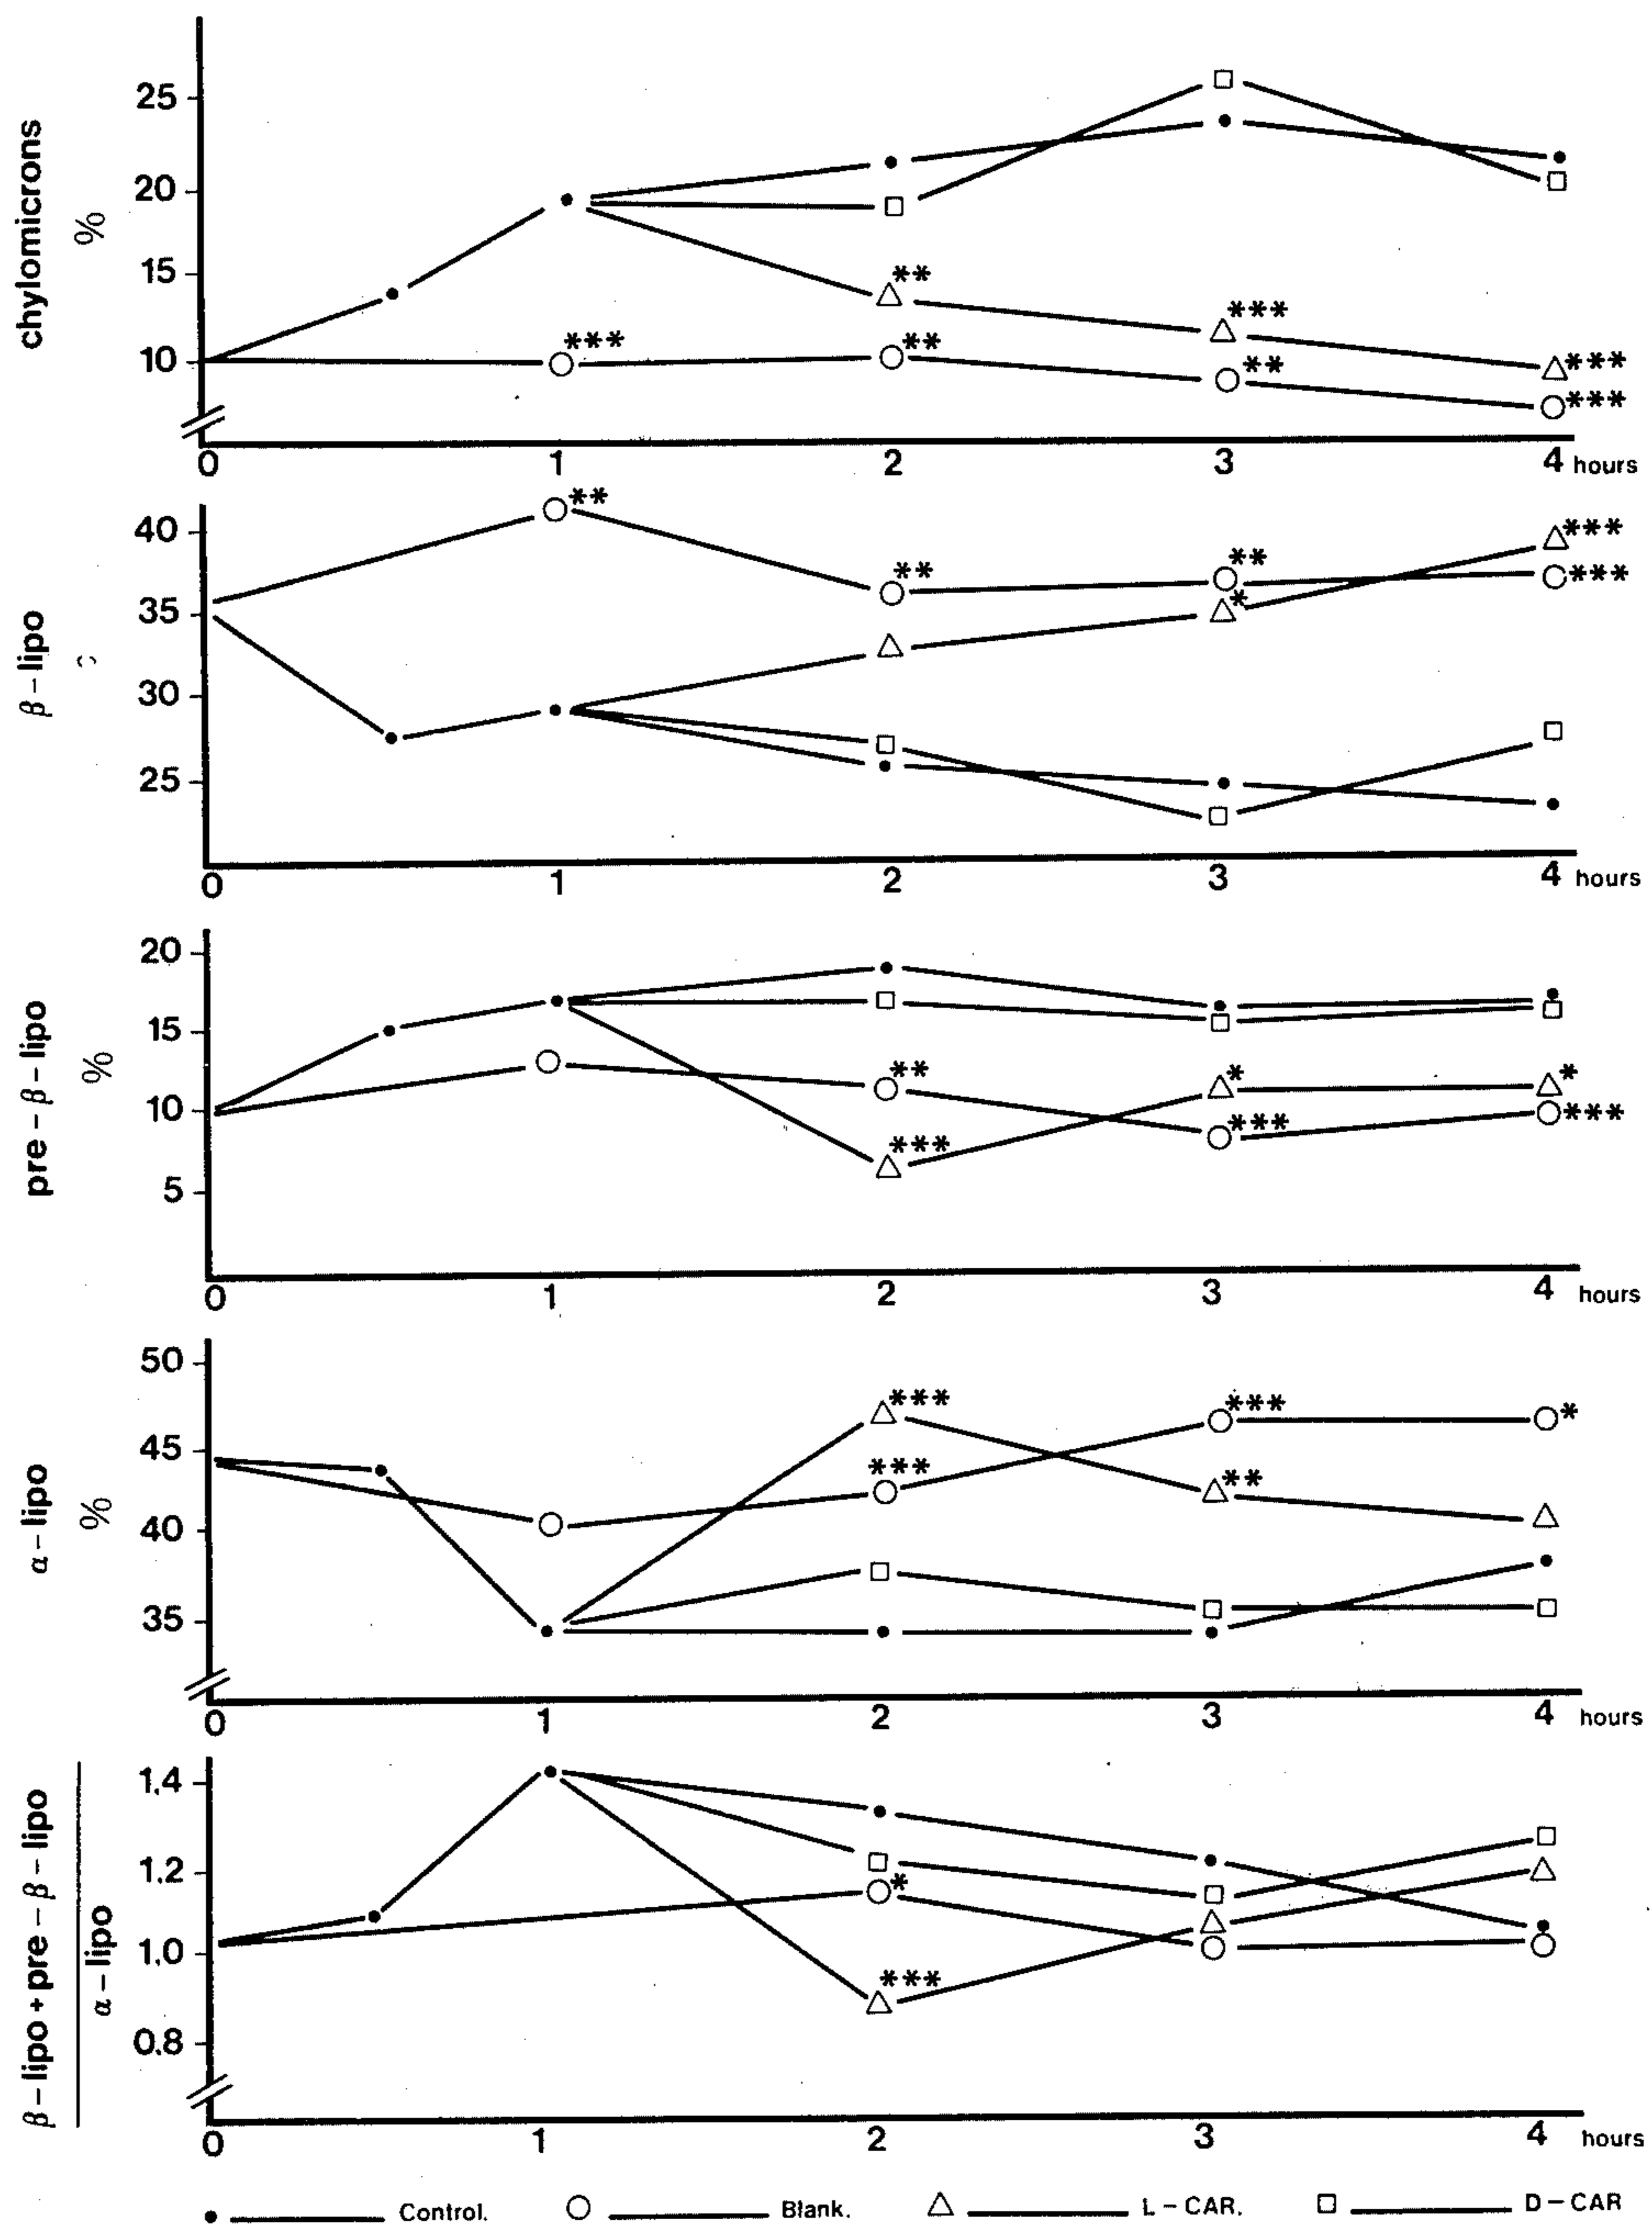 chylomicrons
%
25
20
15
10
** *** *** ** *** ** *** ***
0 1 2 3 4 hours
β-lipo
40
35
30
25
** ** ** * *** ***
0 1 2 3 4 hours
pre-β-lipo
%
20
15
10
5
** * * *** *** ***
0 1 2 3 4 hours
α-lipo
%
50
45
40
35
*** *** * *** **
0 1 2 3 4 hours
β-lipo+pre-β-lipo
α-lipo
1,4
1,2
1,0
0,8
* ***
0 1 2 3 4 hours
Control. Blank. L-CAR. D-CAR